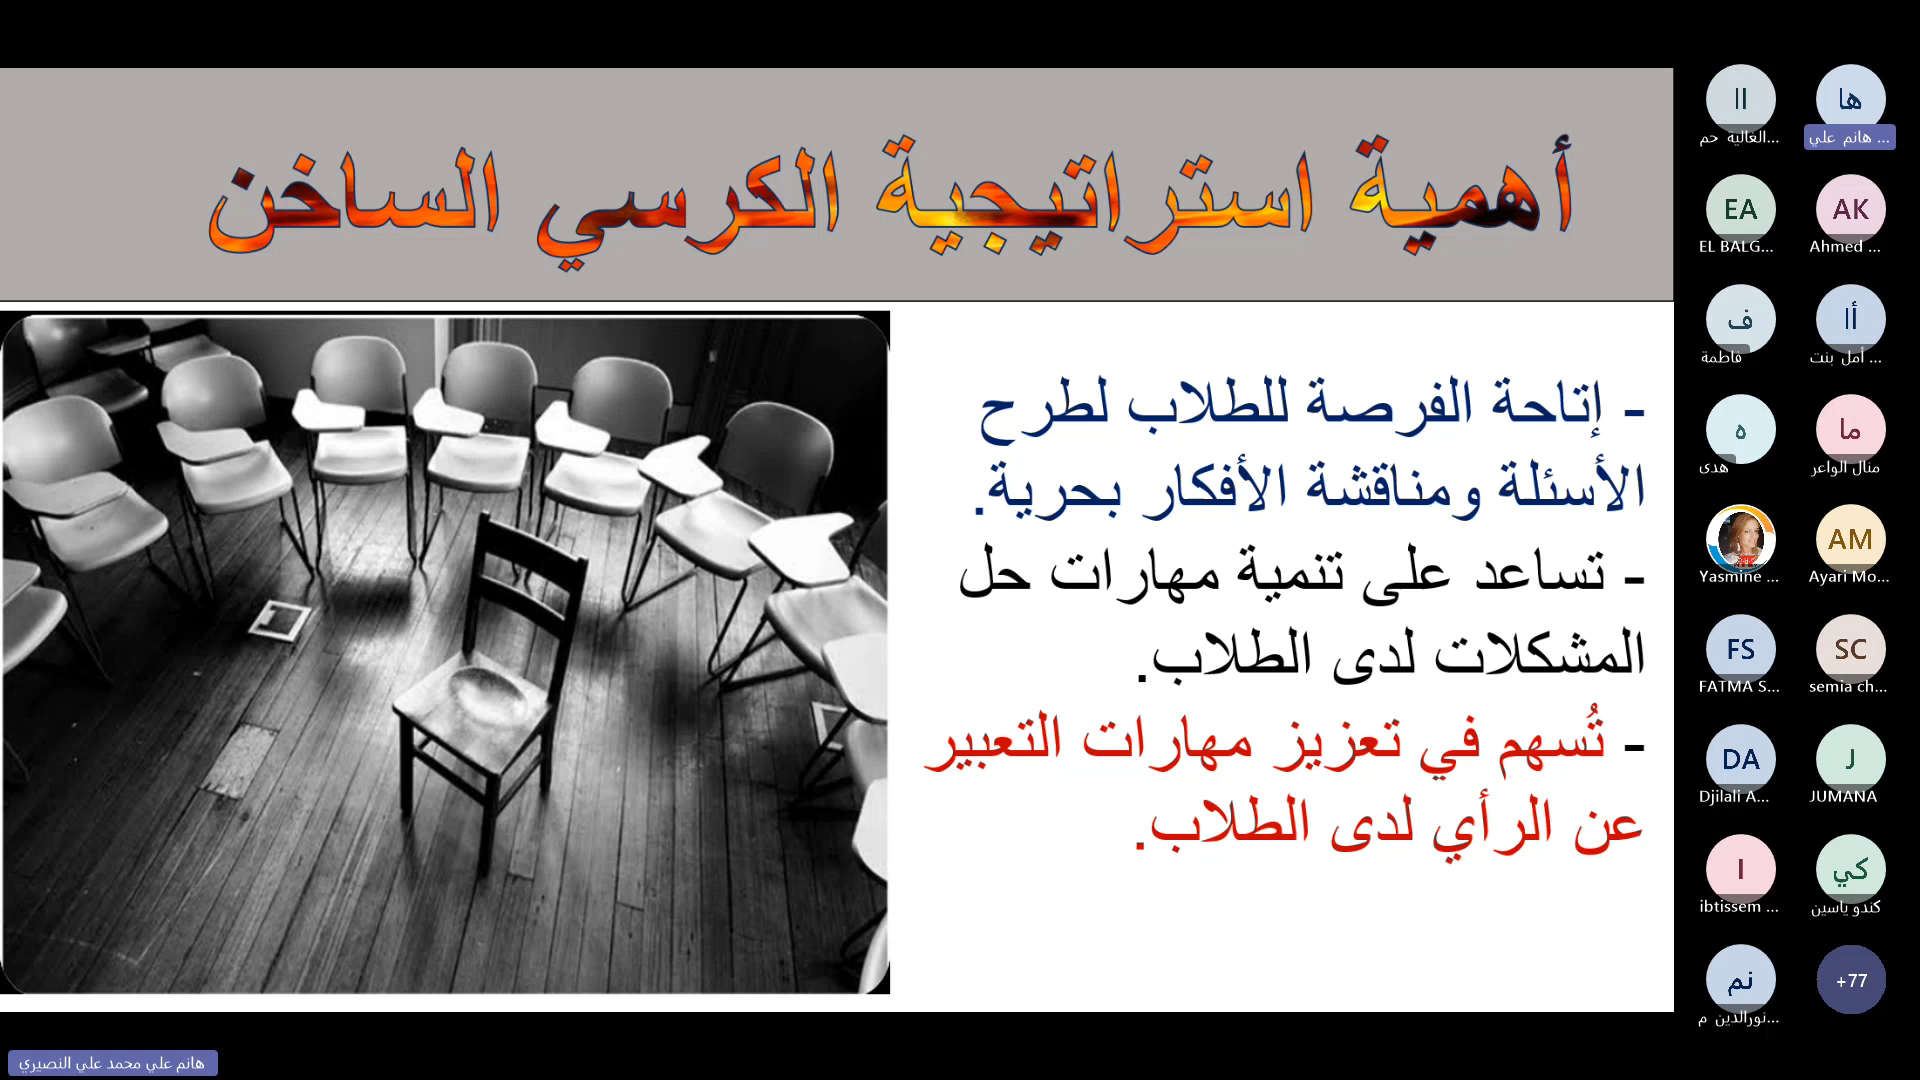 أهمية استراتيجية الكرسي الساخن
- إتاحة الفرصة للطلاب لطرح
الأسئلة ومناقشة الأفكار بحرية.
- تساعد على تنمية مهارات حل
المشكلات لدى الطلاب.
- تُسهم في تعزيز مهارات التعبير
عن الرأي لدى الطلاب.
ها
هانم علي ...
اا
الغالية حم...
AK
Ahmed ...
EA
EL BALG...
أا
أمل بنت ...
ف
فاطمة
ما
منال الواعر
ه
هدى
AM
Ayari Mo...
Yasmine ...
SC
semia ch...
FS
FATMA S...
J
JUMANA
DA
Djilali A...
كي
كندو ياسين
I
ibtissem ...
+77
نم
نورالدين م...
هانم علي محمد علي النصيري